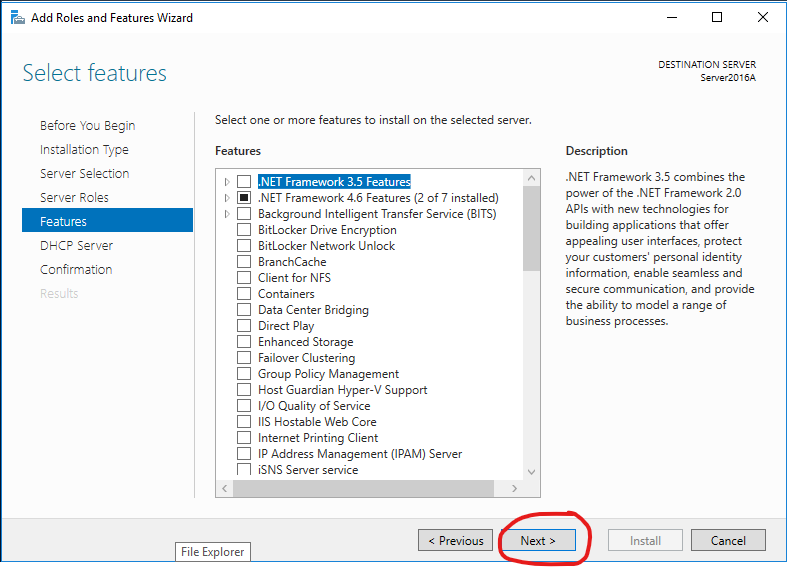 Add Roles and Features Wizard
Select features
DESTINATION SERVER
Server2016A
Before You Begin
Installation Type
Server Selection
Server Roles
Features
DHCP Server
Confirmation
Results
Select one or more features to install on the selected server.
Features
.NET Framework 3.5 Features
.NET Framework 4.6 Features (2 of 7 installed)
Background Intelligent Transfer Service (BITS)
BitLocker Drive Encryption
BitLocker Network Unlock
BranchCache
Client for NFS
Containers
Data Center Bridging
Direct Play
Enhanced Storage
Failover Clustering
Group Policy Management
Host Guardian Hyper-V Support
I/O Quality of Service
IIS Hostable Web Core
Internet Printing Client
IP Address Management (IPAM) Server
iSNS Server service
Description
.NET Framework 3.5 combines the
power of the .NET Framework 2.0
APIs with new technologies for
building applications that offer
appealing user interfaces, protect
your customers' personal identity
information, enable seamless and
secure communication, and provide
the ability to model a range of
business processes.
< Previous
Next >
Install
Cancel
File Explorer